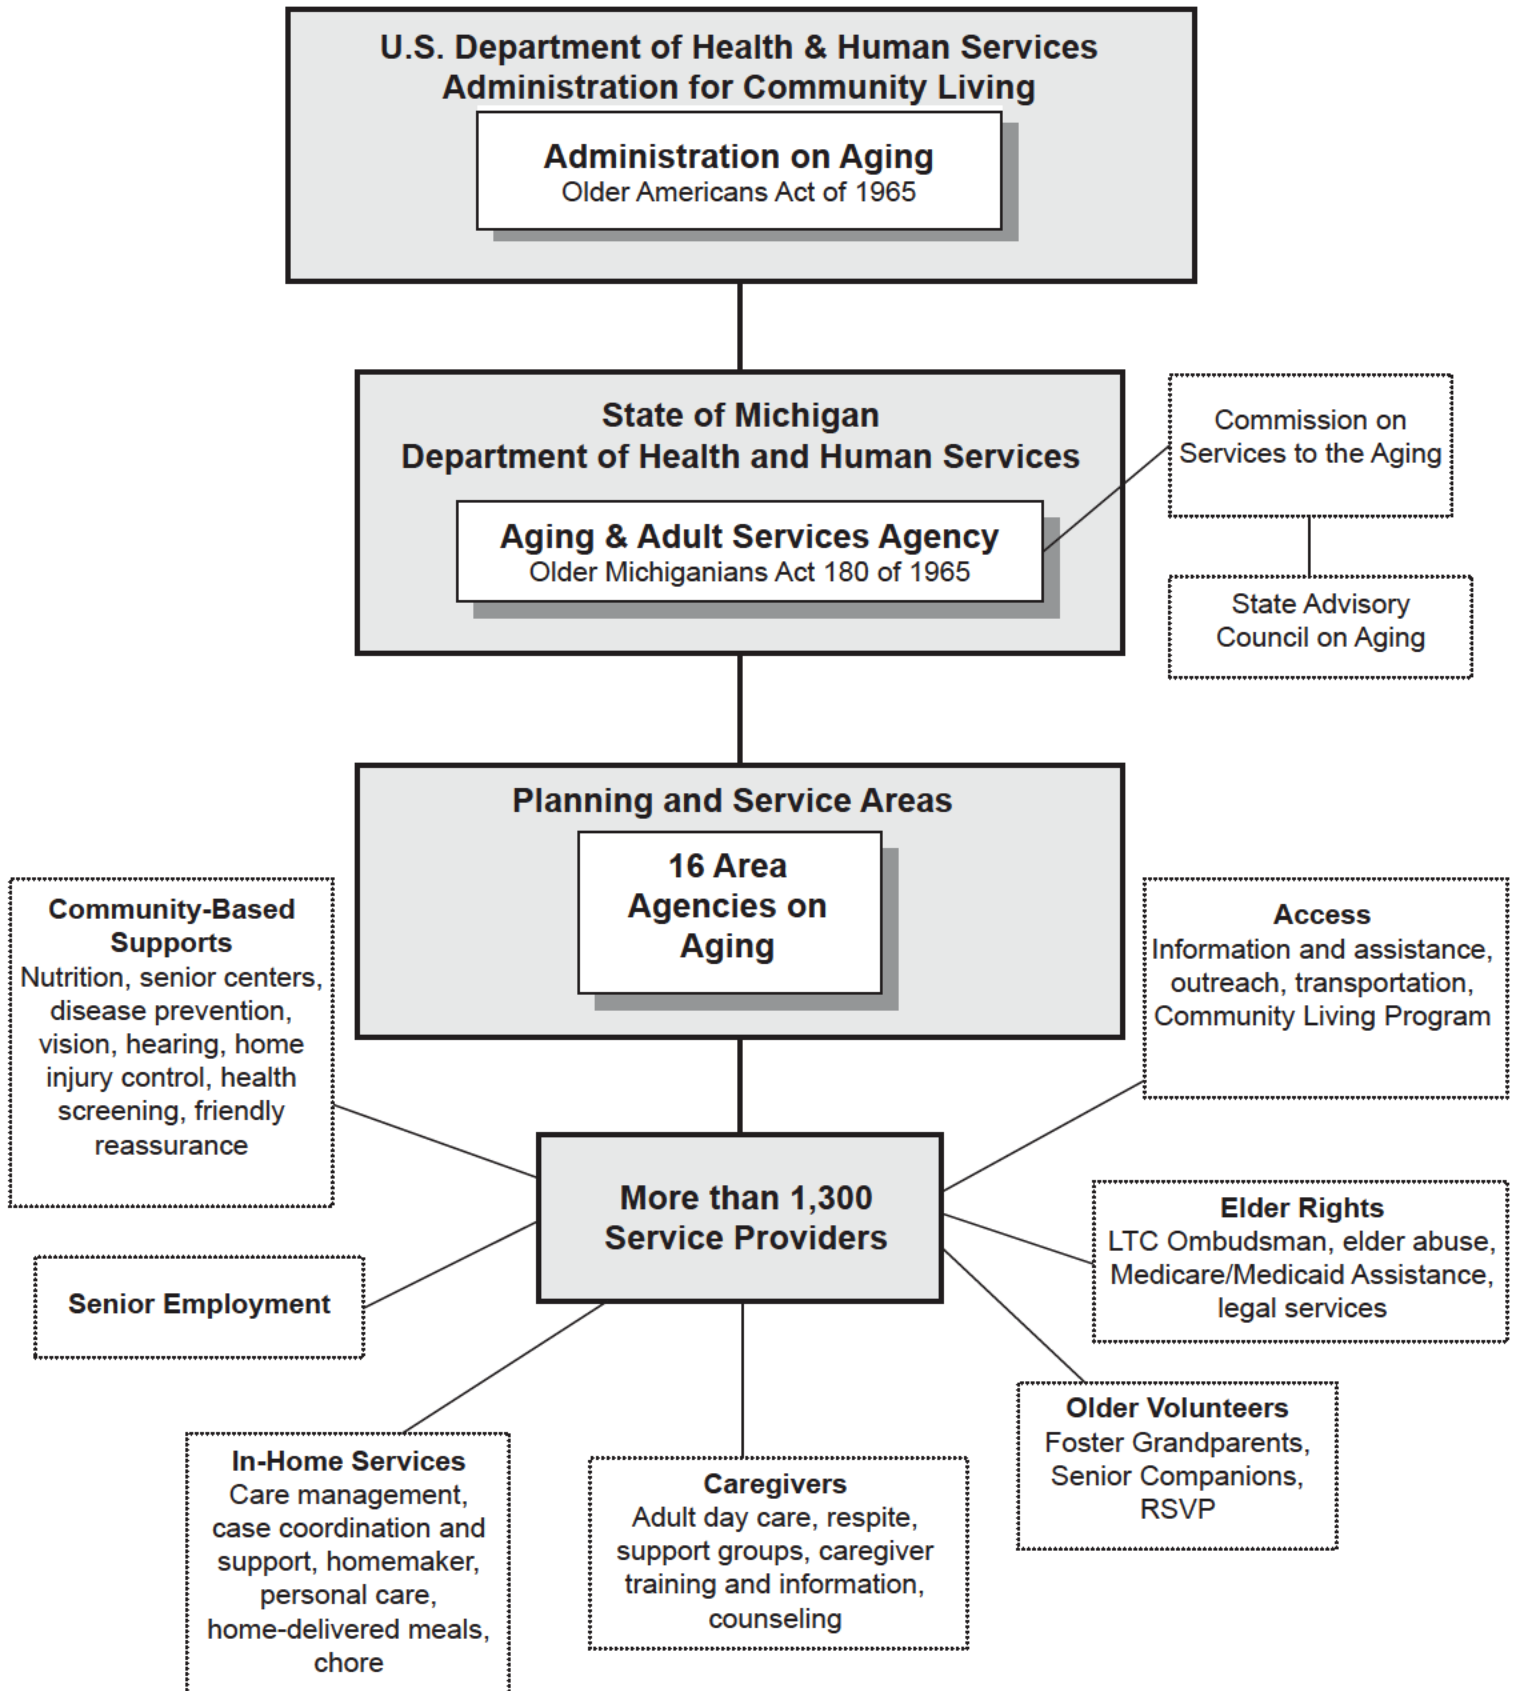 U.S. Department of Health & Human Services
Administration for Community Living
Administration on Aging
Older Americans Act of 1965
State of Michigan
Department of Health and Human Services
Aging & Adult Services Agency
Older Michiganians Act 180 of 1965
Commission on
Services to the Aging
State Advisory
Council on Aging
Planning and Service Areas
16 Area
Agencies on
Aging
Community-Based
Supports
Nutrition, senior centers,
disease prevention,
vision, hearing, home
injury control, health
screening, friendly
reassurance
Access
Information and assistance,
outreach, transportation,
Community Living Program
More than 1,300
Service Providers
Elder Rights
LTC Ombudsman, elder abuse,
Medicare/Medicaid Assistance,
legal services
Senior Employment
Older Volunteers
Foster Grandparents,
Senior Companions,
RSVP
In-Home Services
Care management,
case coordination and
support, homemaker,
personal care,
home-delivered meals,
chore
Caregivers
Adult day care, respite,
support groups, caregiver
training and information,
counseling